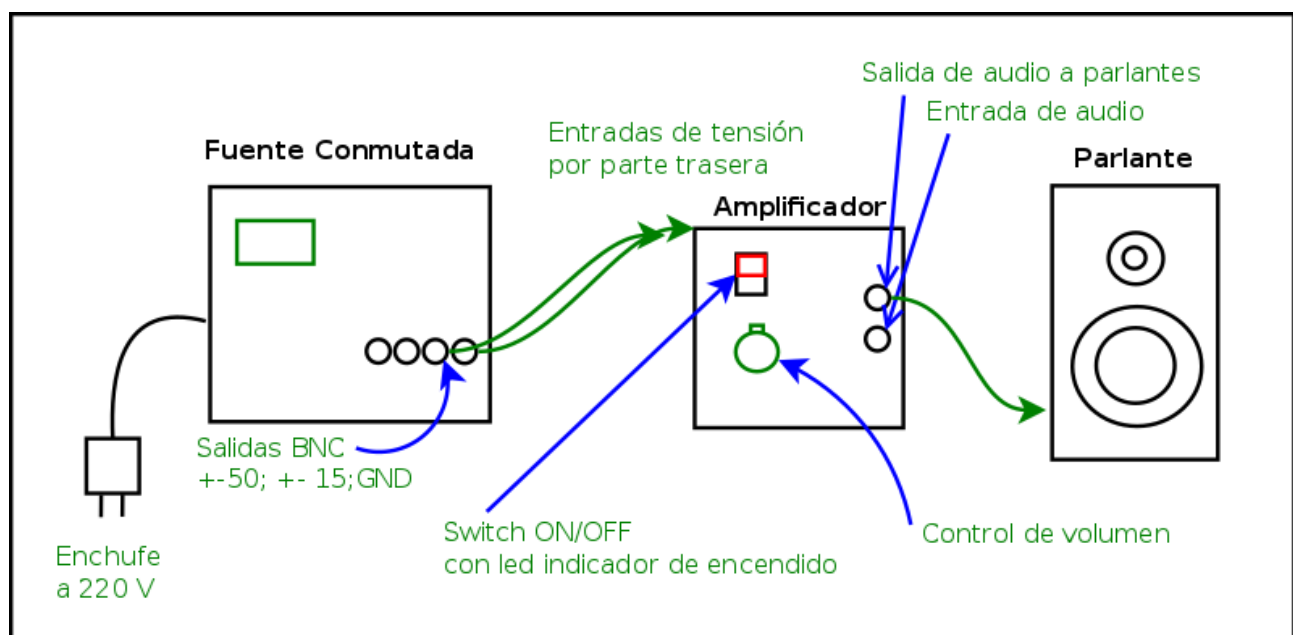 Salida de audio a parlantes
Entrada de audio
Entradas de tensión
por parte trasera
Fuente Conmutada
Parlante
Amplificador
Salidas BNC
+-50; +- 15;GND
Switch ON/OFF
con led indicador de encendido
Control de volumen
Enchufe
a 220 V